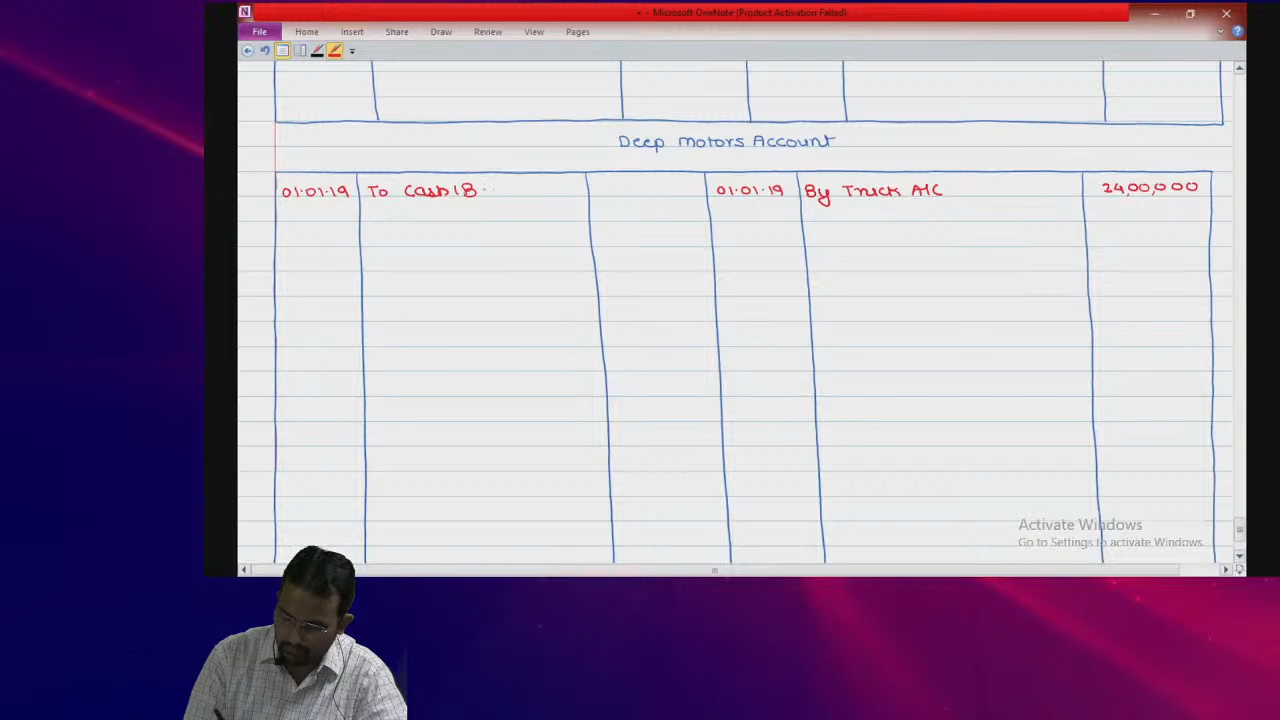 Microsoft OneNote (Product Activation Failed)
File Home Insert Share Draw Review View Pages
Deep Motors Account
01.01.19 To Cash/B 01.01.19 By Truck A/C 24,00,000
Activate Windows
Go to Settings to activate Windows.